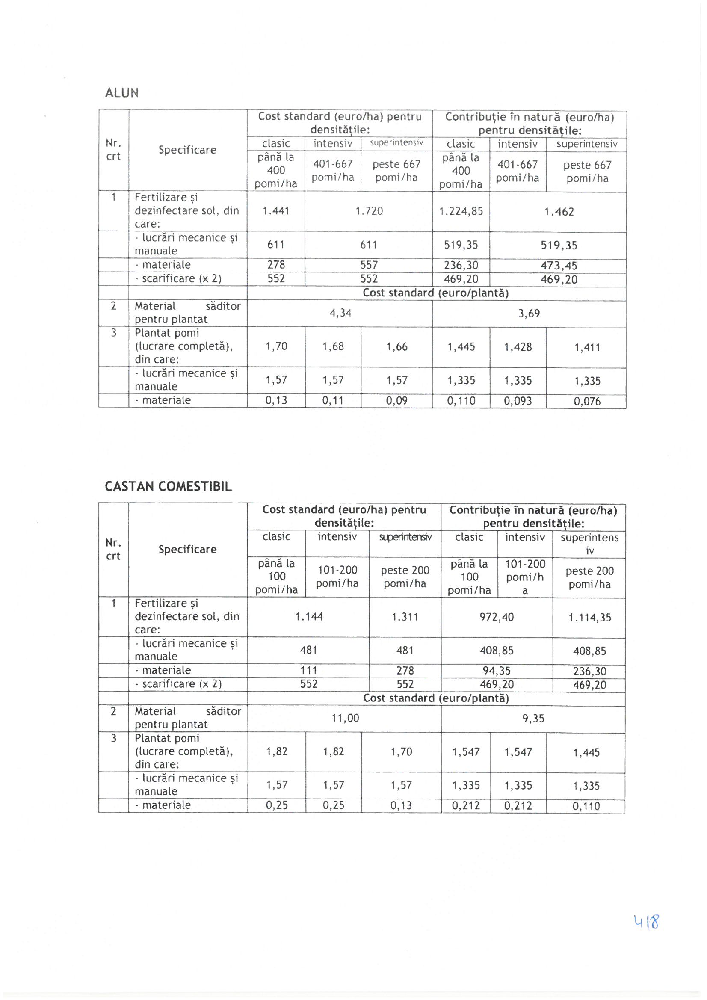 ALUN
Nr. crt
Specificare
Cost standard (euro/ha) pentru densitățile:
Contribuție în natură (euro/ha) pentru densitățile:
clasic intensiv superintensiv clasic intensiv superintensiv
până la 400 pomi/ha 401-667 pomi/ha peste 667 pomi/ha până la 400 pomi/ha 401-667 pomi/ha peste 667 pomi/ha
1 Fertilizare și dezinfectare sol, din care: 1.441 1.720 1.224,85 1.462
- lucrări mecanice și manuale 611 611 519,35 519,35
- materiale 278 557 236,30 473,45
- scarificare (x 2) 552 552 469,20 469,20
Cost standard (euro/plantă)
2 Material săditor pentru plantat 4,34 3,69
3 Plantat pomi (lucrare completă), din care: 1,70 1,68 1,66 1,445 1,428 1,411
- lucrări mecanice și manuale 1,57 1,57 1,57 1,335 1,335 1,335
- materiale 0,13 0,11 0,09 0,110 0,093 0,076
CASTAN COMESTIBIL
Nr. crt
Specificare
Cost standard (euro/ha) pentru densitățile:
Contribuție în natură (euro/ha) pentru densitățile:
clasic intensiv superintensiv clasic intensiv superintensiv
până la 100 pomi/ha 101-200 pomi/ha peste 200 pomi/ha până la 100 pomi/ha 101-200 pomi/ha peste 200 pomi/ha
1 Fertilizare și dezinfectare sol, din care: 1.144 1.311 972,40 1.114,35
- lucrări mecanice și manuale 481 481 408,85 408,85
- materiale 111 278 94,35 236,30
- scarificare (x 2) 552 552 469,20 469,20
Cost standard (euro/plantă)
2 Material săditor pentru plantat 11,00 9,35
3 Plantat pomi (lucrare completă), din care: 1,82 1,82 1,70 1,547 1,547 1,445
- lucrări mecanice și manuale 1,57 1,57 1,57 1,335 1,335 1,335
- materiale 0,25 0,25 0,13 0,212 0,212 0,110
4|8